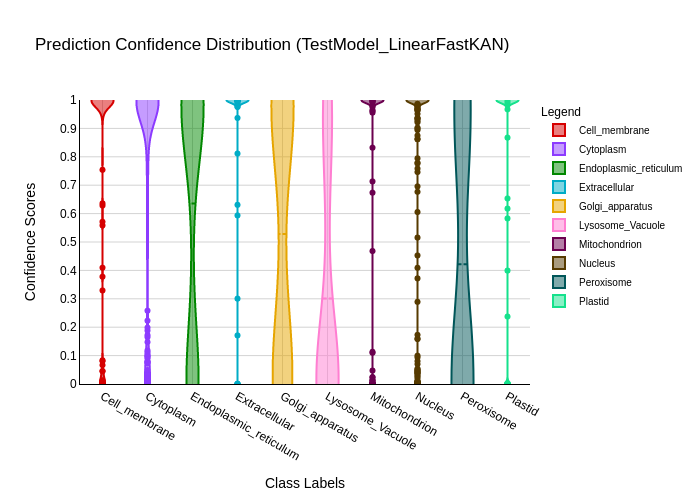 Prediction Confidence Distribution (TestModel_LinearFastKAN)
Confidence Scores
1
0.9
0.8
0.7
0.6
0.5
0.4
0.3
0.2
0.1
0
Cell_membrane
Cytoplasm
Endoplasmic_reticulum
Extracellular
Golgi_apparatus
Lysosome_Vacuole
Mitochondrion
Nucleus
Peroxisome
Plastid
Class Labels
Legend
Cell_membrane
Cytoplasm
Endoplasmic_reticulum
Extracellular
Golgi_apparatus
Lysosome_Vacuole
Mitochondrion
Nucleus
Peroxisome
Plastid